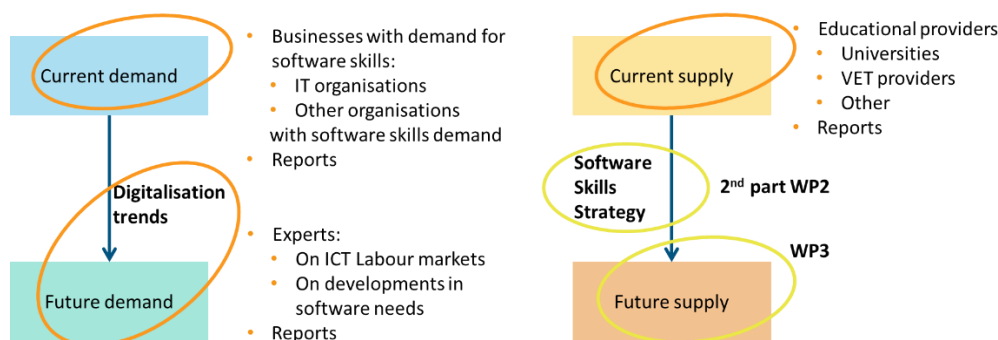 Current demand
• Businesses with demand for
software skills:
• IT organisations
• Other organisations
with software skills demand
• Reports
Digitalisation
trends
Future demand
• Experts:
• On ICT Labour markets
• On developments in
software needs
• Reports
Current supply
• Educational providers
• Universities
• VET providers
• Other
• Reports
Software
Skills
Strategy
2nd part WP2
WP3
Future supply